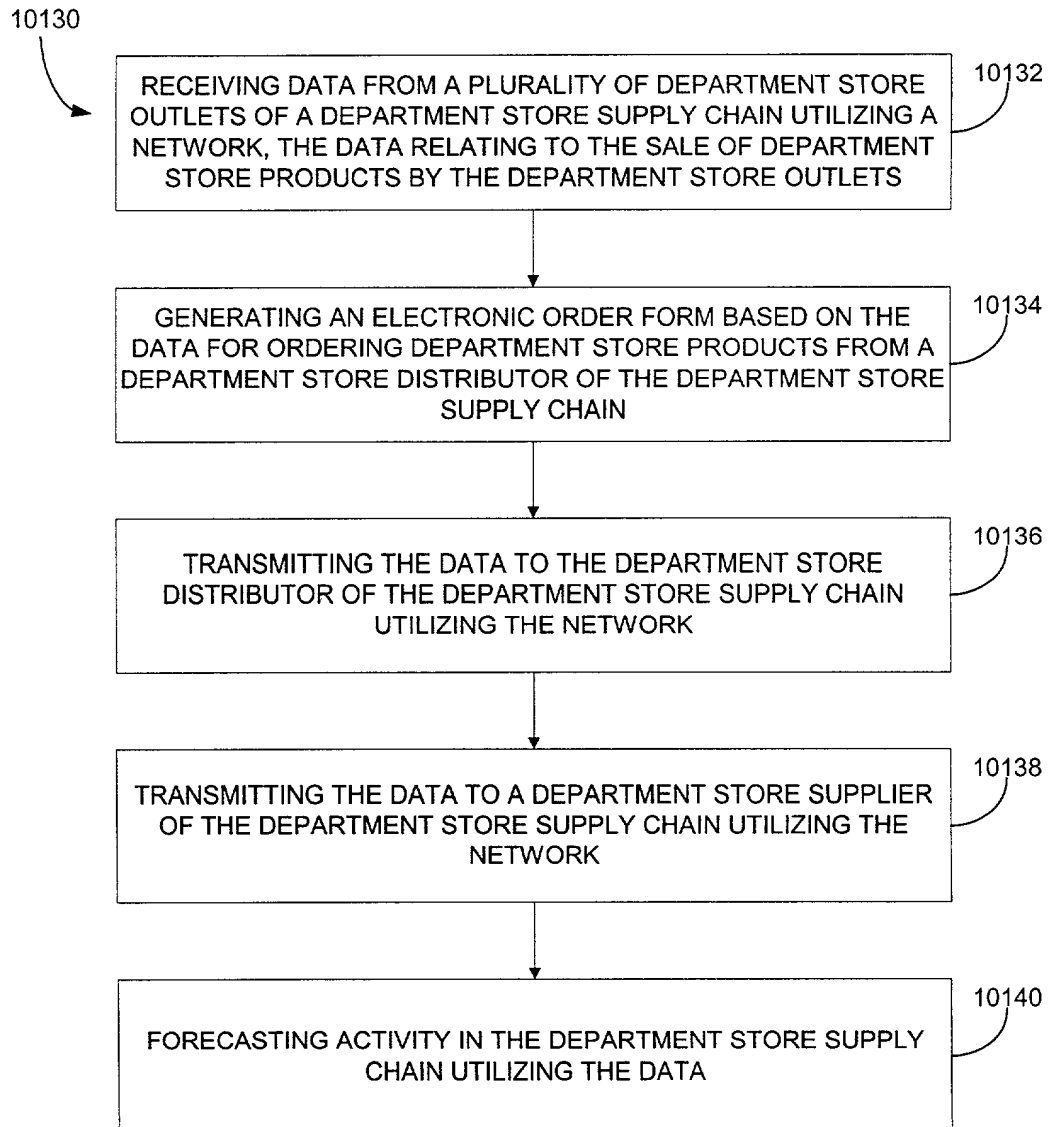 10130
10132
RECEIVING DATA FROM A PLURALITY OF DEPARTMENT STORE
OUTLETS OF A DEPARTMENT STORE SUPPLY CHAIN UTILIZING A
NETWORK, THE DATA RELATING TO THE SALE OF DEPARTMENT
STORE PRODUCTS BY THE DEPARTMENT STORE OUTLETS
10134
GENERATING AN ELECTRONIC ORDER FORM BASED ON THE
DATA FOR ORDERING DEPARTMENT STORE PRODUCTS FROM A
DEPARTMENT STORE DISTRIBUTOR OF THE DEPARTMENT STORE
SUPPLY CHAIN
10136
TRANSMITTING THE DATA TO THE DEPARTMENT STORE
DISTRIBUTOR OF THE DEPARTMENT STORE SUPPLY CHAIN
UTILIZING THE NETWORK
10138
TRANSMITTING THE DATA TO A DEPARTMENT STORE SUPPLIER
OF THE DEPARTMENT STORE SUPPLY CHAIN UTILIZING THE
NETWORK
10140
FORECASTING ACTIVITY IN THE DEPARTMENT STORE SUPPLY
CHAIN UTILIZING THE DATA